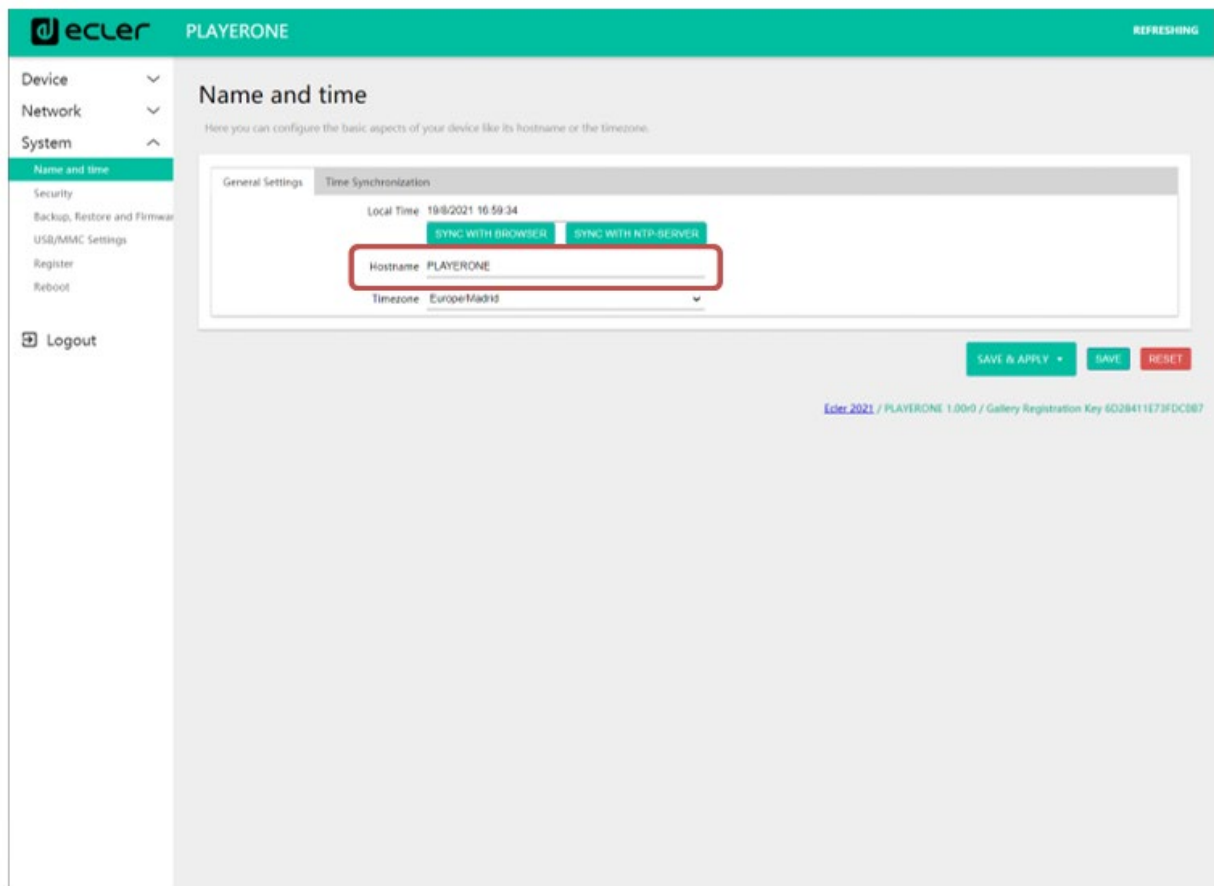 ecler PLAYERONE REFRESHING
Device
Network
System
Name and time
Security
Backup, Restore and Firmwar
USB/MMC Settings
Register
Reboot
Logout
Name and time
Here you can configure the basic aspects of your device like its hostname or the timezone.
General Settings Time Synchronization
Local Time 19/8/2021 16:59:34
SYNC WITH BROWSER SYNC WITH NTP-SERVER
Hostname PLAYERONE
Timezone Europe/Madrid
SAVE & APPLY SAVE RESET
Ecler 2021 / PLAYERONE 1.00r0 / Gallery Registration Key